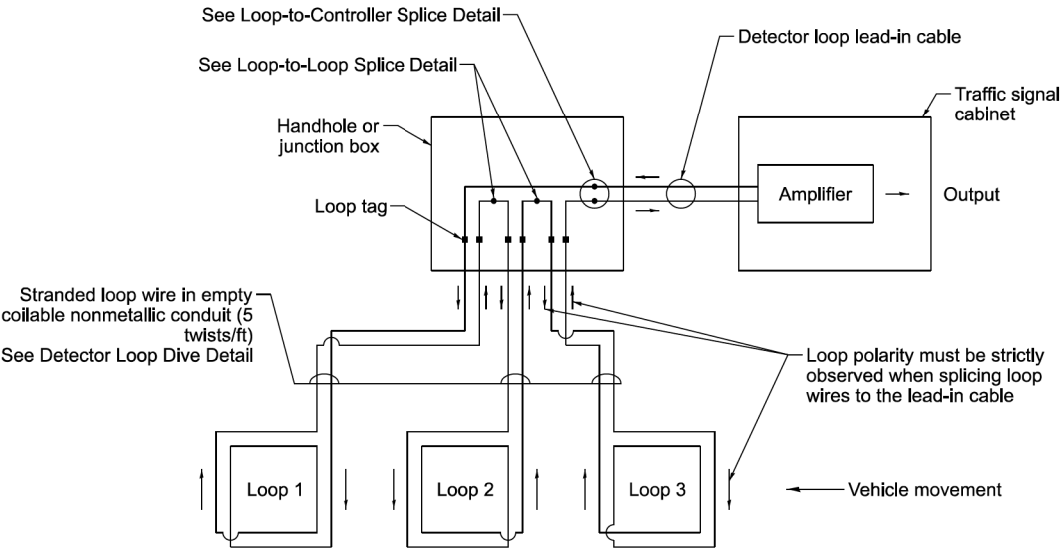 See Loop-to-Controller Splice Detail
See Loop-to-Loop Splice Detail
Detector loop lead-in cable
Traffic signal
cabinet
Handhole or
junction box
Loop tag
Amplifier
Output
Stranded loop wire in empty
coilable nonmetallic conduit (5
twists/ft)
See Detector Loop Dive Detail
Loop polarity must be strictly
observed when splicing loop
wires to the lead-in cable
Loop 1
Loop 2
Loop 3
Vehicle movement